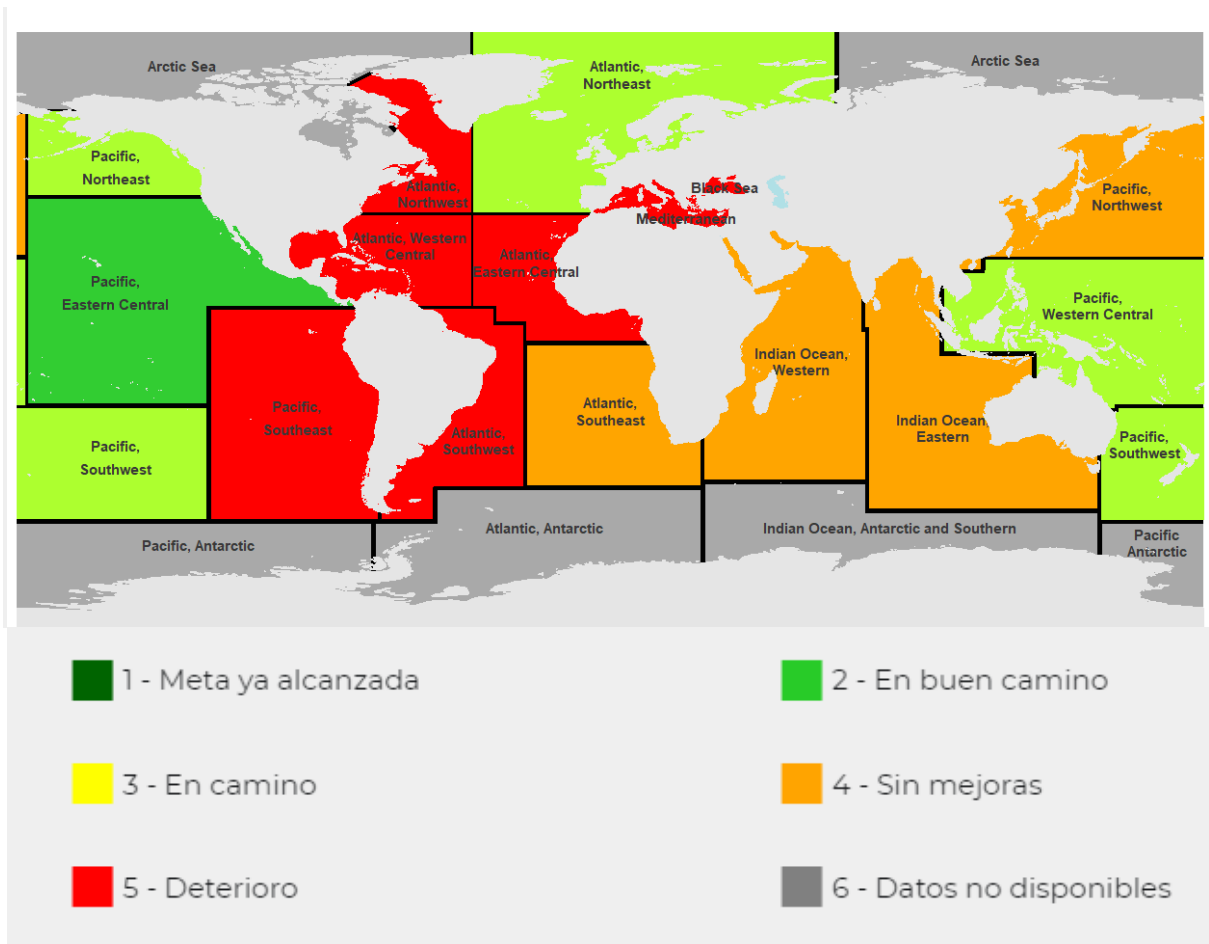 Arctic Sea
Atlantic,
Northeast
Arctic Sea
Pacific,
Northeast
Atlantic,
Northwest
Black Sea
Mediterranean
Pacific,
Northwest
Atlantic, Western
Central
Atlantic,
Eastern Central
Pacific,
Eastern Central
Pacific,
Western Central
Indian Ocean,
Western
Pacific,
Southeast
Atlantic,
Southeast
Indian Ocean,
Eastern
Pacific,
Southwest
Atlantic,
Southwest
Pacific,
Southwest
Pacific, Antarctic
Atlantic, Antarctic
Indian Ocean, Antarctic and Southern
Pacific
Antarctic
1 - Meta ya alcanzada
2 - En buen camino
3 - En camino
4 - Sin mejoras
5 - Deterioro
6 - Datos no disponibles